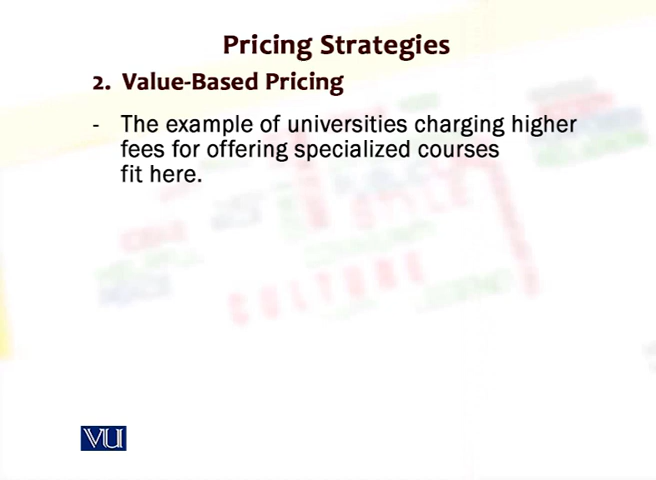 Pricing Strategies
2. Value-Based Pricing
- The example of universities charging higher
fees for offering specialized courses
fit here.
CULTURE
VU